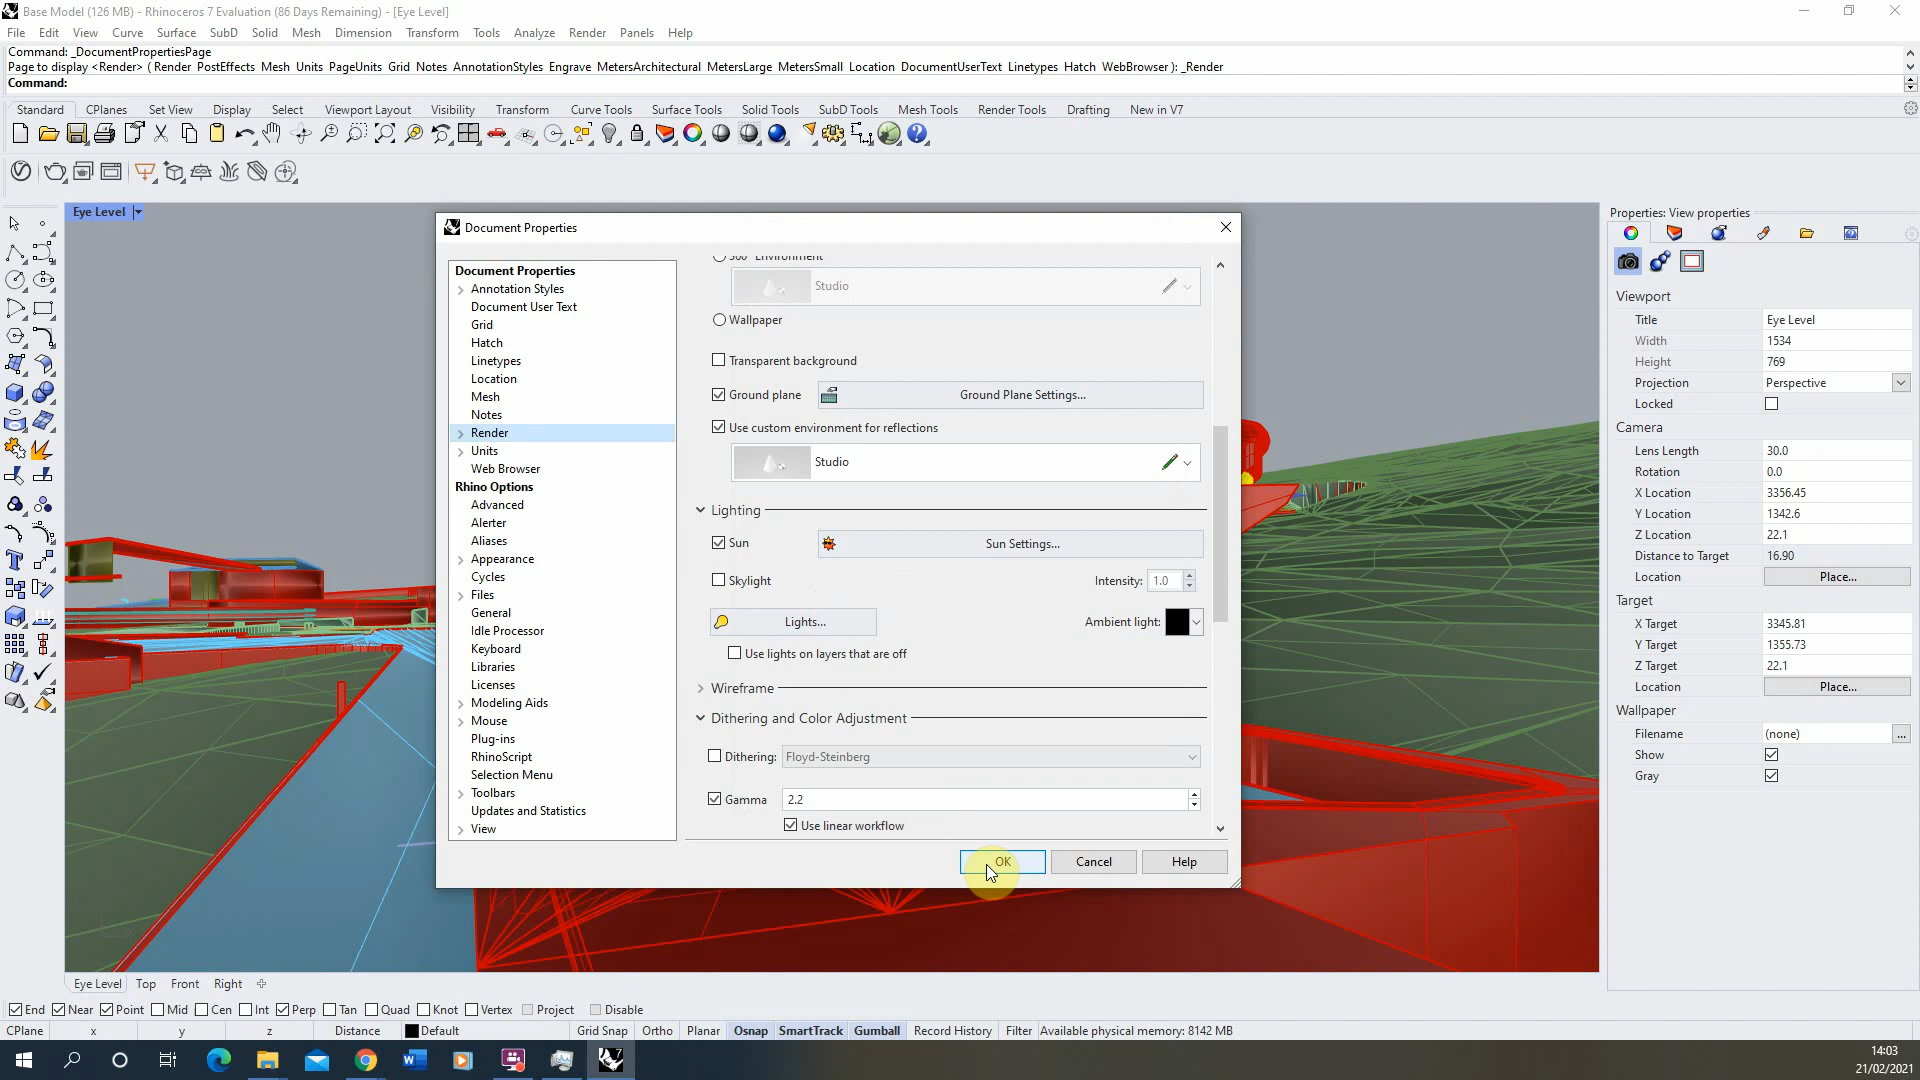 Base Model (126 MB) - Rhinoceros 7 Evaluation (86 Days Remaining) - [Eye Level]
File Edit View Curve Surface SubD Solid Mesh Dimension Transform Tools Analyze Render Panels Help
Command: _DocumentPropertiesPage
Page to display <Render> ( Render PostEffects Mesh Units PageUnits Grid Notes AnnotationStyles Engrave MetersArchitectural MetersLarge MetersSmall Location DocumentUserText Linetypes Hatch WebBrowser ): _Render
Command:
Standard CPlanes Set View Display Select Viewport Layout Visibility Transform Curve Tools Surface Tools Solid Tools SubD Tools Mesh Tools Render Tools Drafting New in V7
Eye Level
Document Properties
Document Properties
Annotation Styles
Document User Text
Grid
Hatch
Linetypes
Location
Mesh
Notes
Render
Units
Web Browser
Rhino Options
Advanced
Alerter
Aliases
Appearance
Cycles
Files
General
Idle Processor
Keyboard
Libraries
Licenses
Modeling Aids
Mouse
Plug-ins
RhinoScript
Selection Menu
Toolbars
Updates and Statistics
View
360° Environment
Studio
Wallpaper
Transparent background
Ground plane Ground Plane Settings...
Use custom environment for reflections
Studio
Lighting
Sun Sun Settings...
Skylight Intensity: 1.0
Lights... Ambient light:
Use lights on layers that are off
Wireframe
Dithering and Color Adjustment
Dithering: Floyd-Steinberg
Gamma 2.2
Use linear workflow
OK Cancel Help
Properties: View properties
Viewport
Title Eye Level
Width 1534
Height 769
Projection Perspective
Locked
Camera
Lens Length 30.0
Rotation 0.0
X Location 3356.45
Y Location 1342.6
Z Location 22.1
Distance to Target 16.90
Location Place...
Target
X Target 3345.81
Y Target 1355.73
Z Target 22.1
Location Place...
Wallpaper
Filename (none) ...
Show
Gray
Eye Level Top Front Right
End Near Point Mid Cen Int Perp Tan Quad Knot Vertex Project Disable
CPlane x y z Distance Default Grid Snap Ortho Planar Osnap SmartTrack Gumball Record History Filter Available physical memory: 8142 MB
14:03
21/02/2021